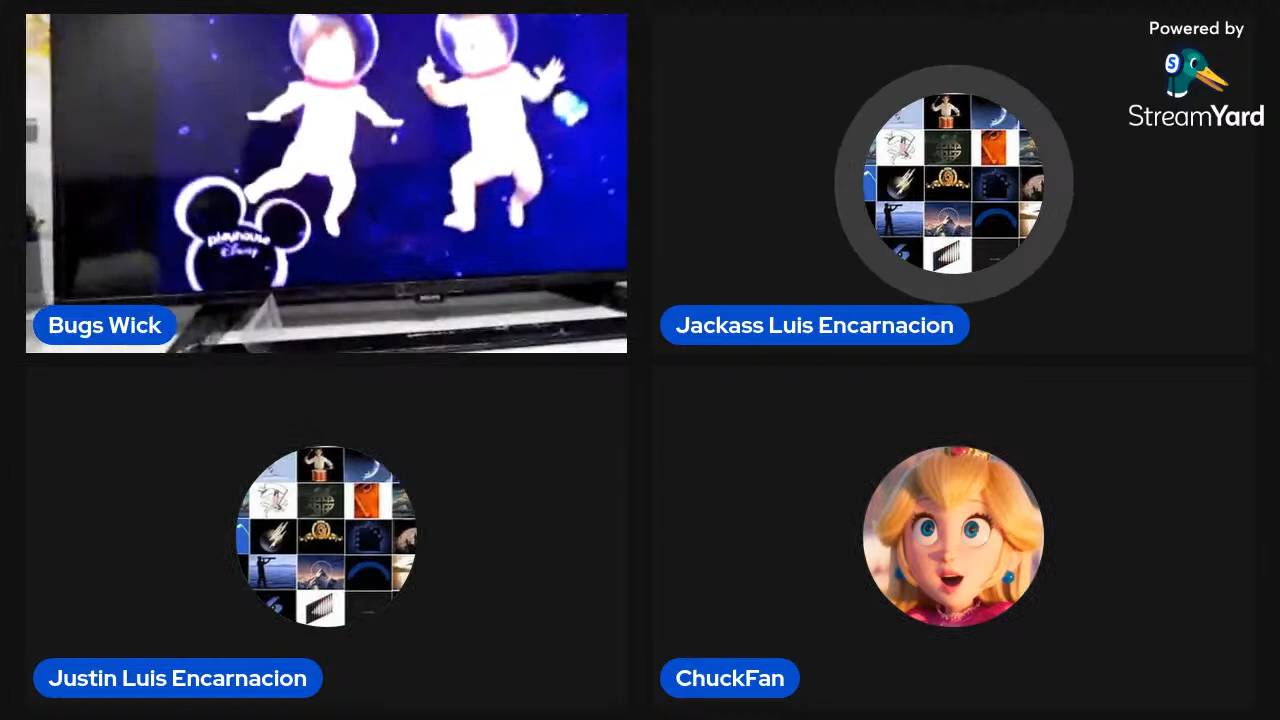 Powered by
StreamYard
playhouse
Disney
Bugs Wick
Jackass Luis Encarnacion
Justin Luis Encarnacion
ChuckFan